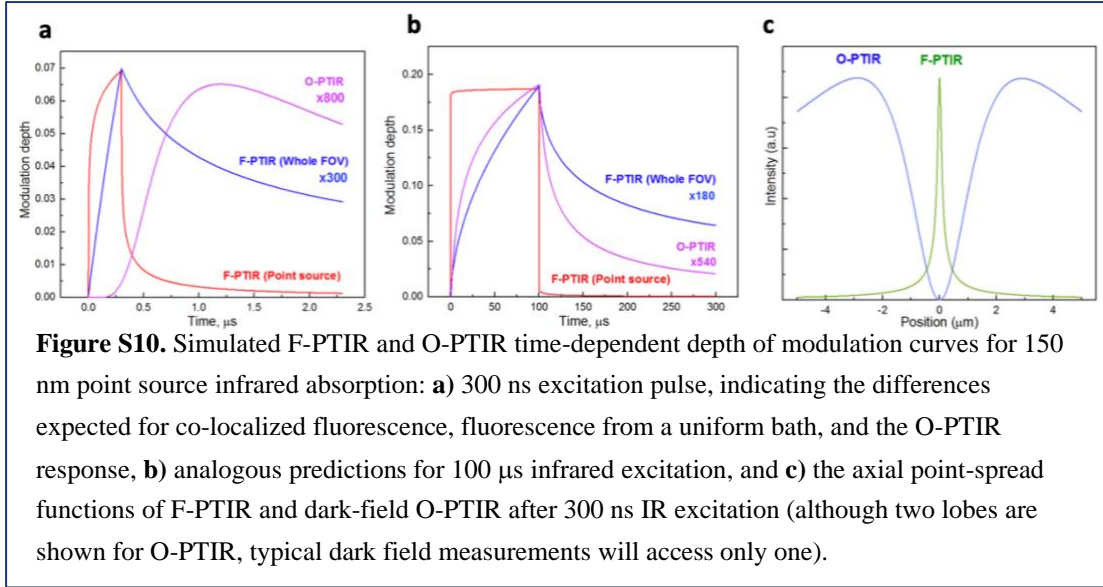 a
b
c
0.07
0.06
0.05
0.04
0.03
0.02
0.01
0.00
Modulation depth
O-PTIR
x800
F-PTIR (Whole FOV)
x300
F-PTIR (Point source)
0.0 0.5 1.0 1.5 2.0 2.5
Time, μs
0.20
0.15
0.10
0.05
0.00
Modulation depth
F-PTIR (Whole FOV)
x180
O-PTIR
x540
F-PTIR (Point source)
-50 0 50 100 150 200 250 300
Time, μs
O-PTIR
F-PTIR
Intensity (a.u)
-4 -2 0 2 4
Position (μm)
Figure S10. Simulated F-PTIR and O-PTIR time-dependent depth of modulation curves for 150
nm point source infrared absorption: a) 300 ns excitation pulse, indicating the differences
expected for co-localized fluorescence, fluorescence from a uniform bath, and the O-PTIR
response, b) analogous predictions for 100 μs infrared excitation, and c) the axial point-spread
functions of F-PTIR and dark-field O-PTIR after 300 ns IR excitation (although two lobes are
shown for O-PTIR, typical dark field measurements will access only one).